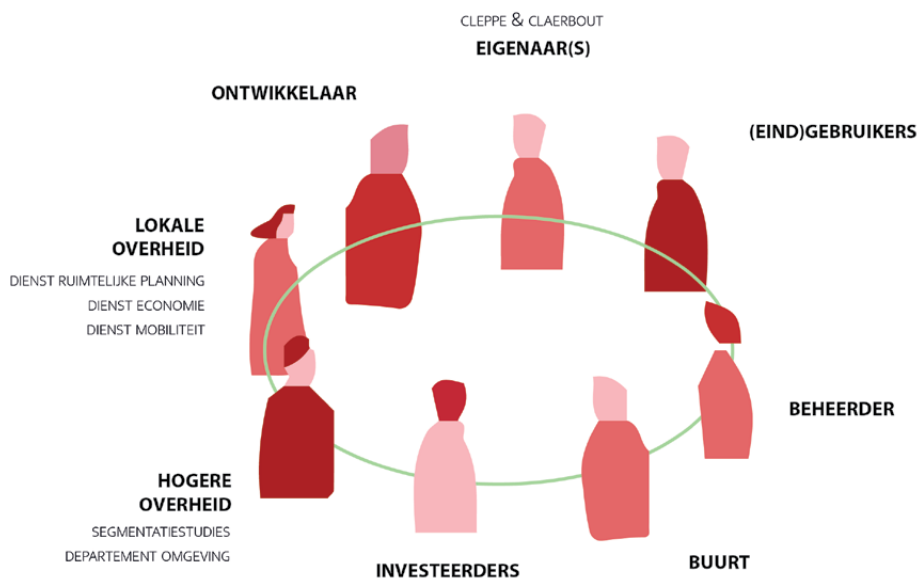 CLEPPE & CLAERBOUT
EIGENAAR(S)
ONTWIKKELAAR
(EIND)GEBRUIKERS
LOKALE
OVERHEID
DIENST RUIMTELIJKE PLANNING
DIENST ECONOMIE
DIENST MOBILITEIT
BEHEERDER
HOGERE
OVERHEID
SEGMENTATIESTUDIES
DEPARTEMENT OMGEVING
INVESTEERDERS
BUURT